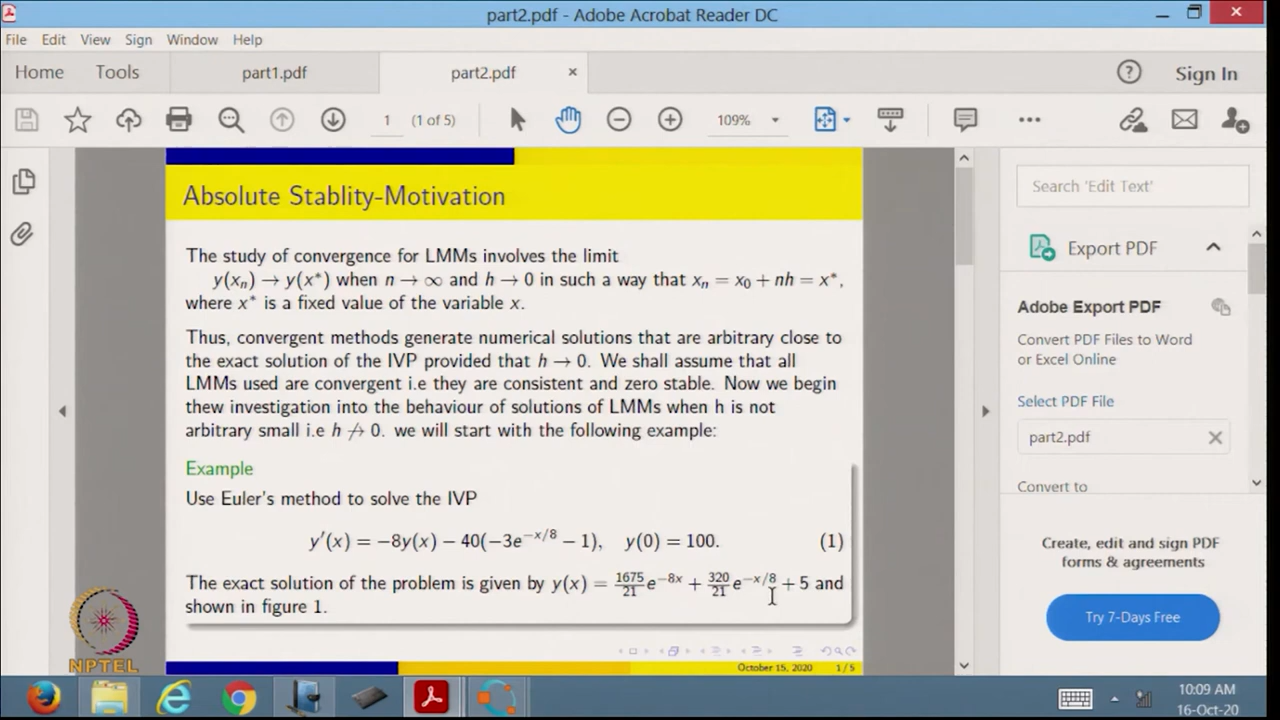 part2.pdf - Adobe Acrobat Reader DC
File Edit View Sign Window Help
Home Tools part1.pdf part2.pdf × Sign In
1 (1 of 5) 109%
Absolute Stablity-Motivation
The study of convergence for LMMs involves the limit
y(xₙ) → y(x*) when n → ∞ and h → 0 in such a way that xₙ = x₀ + nh = x*,
where x* is a fixed value of the variable x.
Thus, convergent methods generate numerical solutions that are arbitrary close to
the exact solution of the IVP provided that h → 0. We shall assume that all
LMMs used are convergent i.e they are consistent and zero stable. Now we begin
thew investigation into the behaviour of solutions of LMMs when h is not
arbitrary small i.e h ↛ 0. we will start with the following example:
Example
Use Euler's method to solve the IVP
y′(x) = −8y(x) − 40(−3e^{−x/8} − 1), y(0) = 100. (1)
The exact solution of the problem is given by y(x) = 1675/21 e^{−8x} + 320/21 e^{−x/8} + 5 and
shown in figure 1.
October 15, 2020 1 / 5
NPTEL
Search 'Edit Text'
Export PDF
Adobe Export PDF
Convert PDF Files to Word
or Excel Online
Select PDF File
part2.pdf
Convert to
Create, edit and sign PDF
forms & agreements
Try 7-Days Free
10:09 AM
16-Oct-20